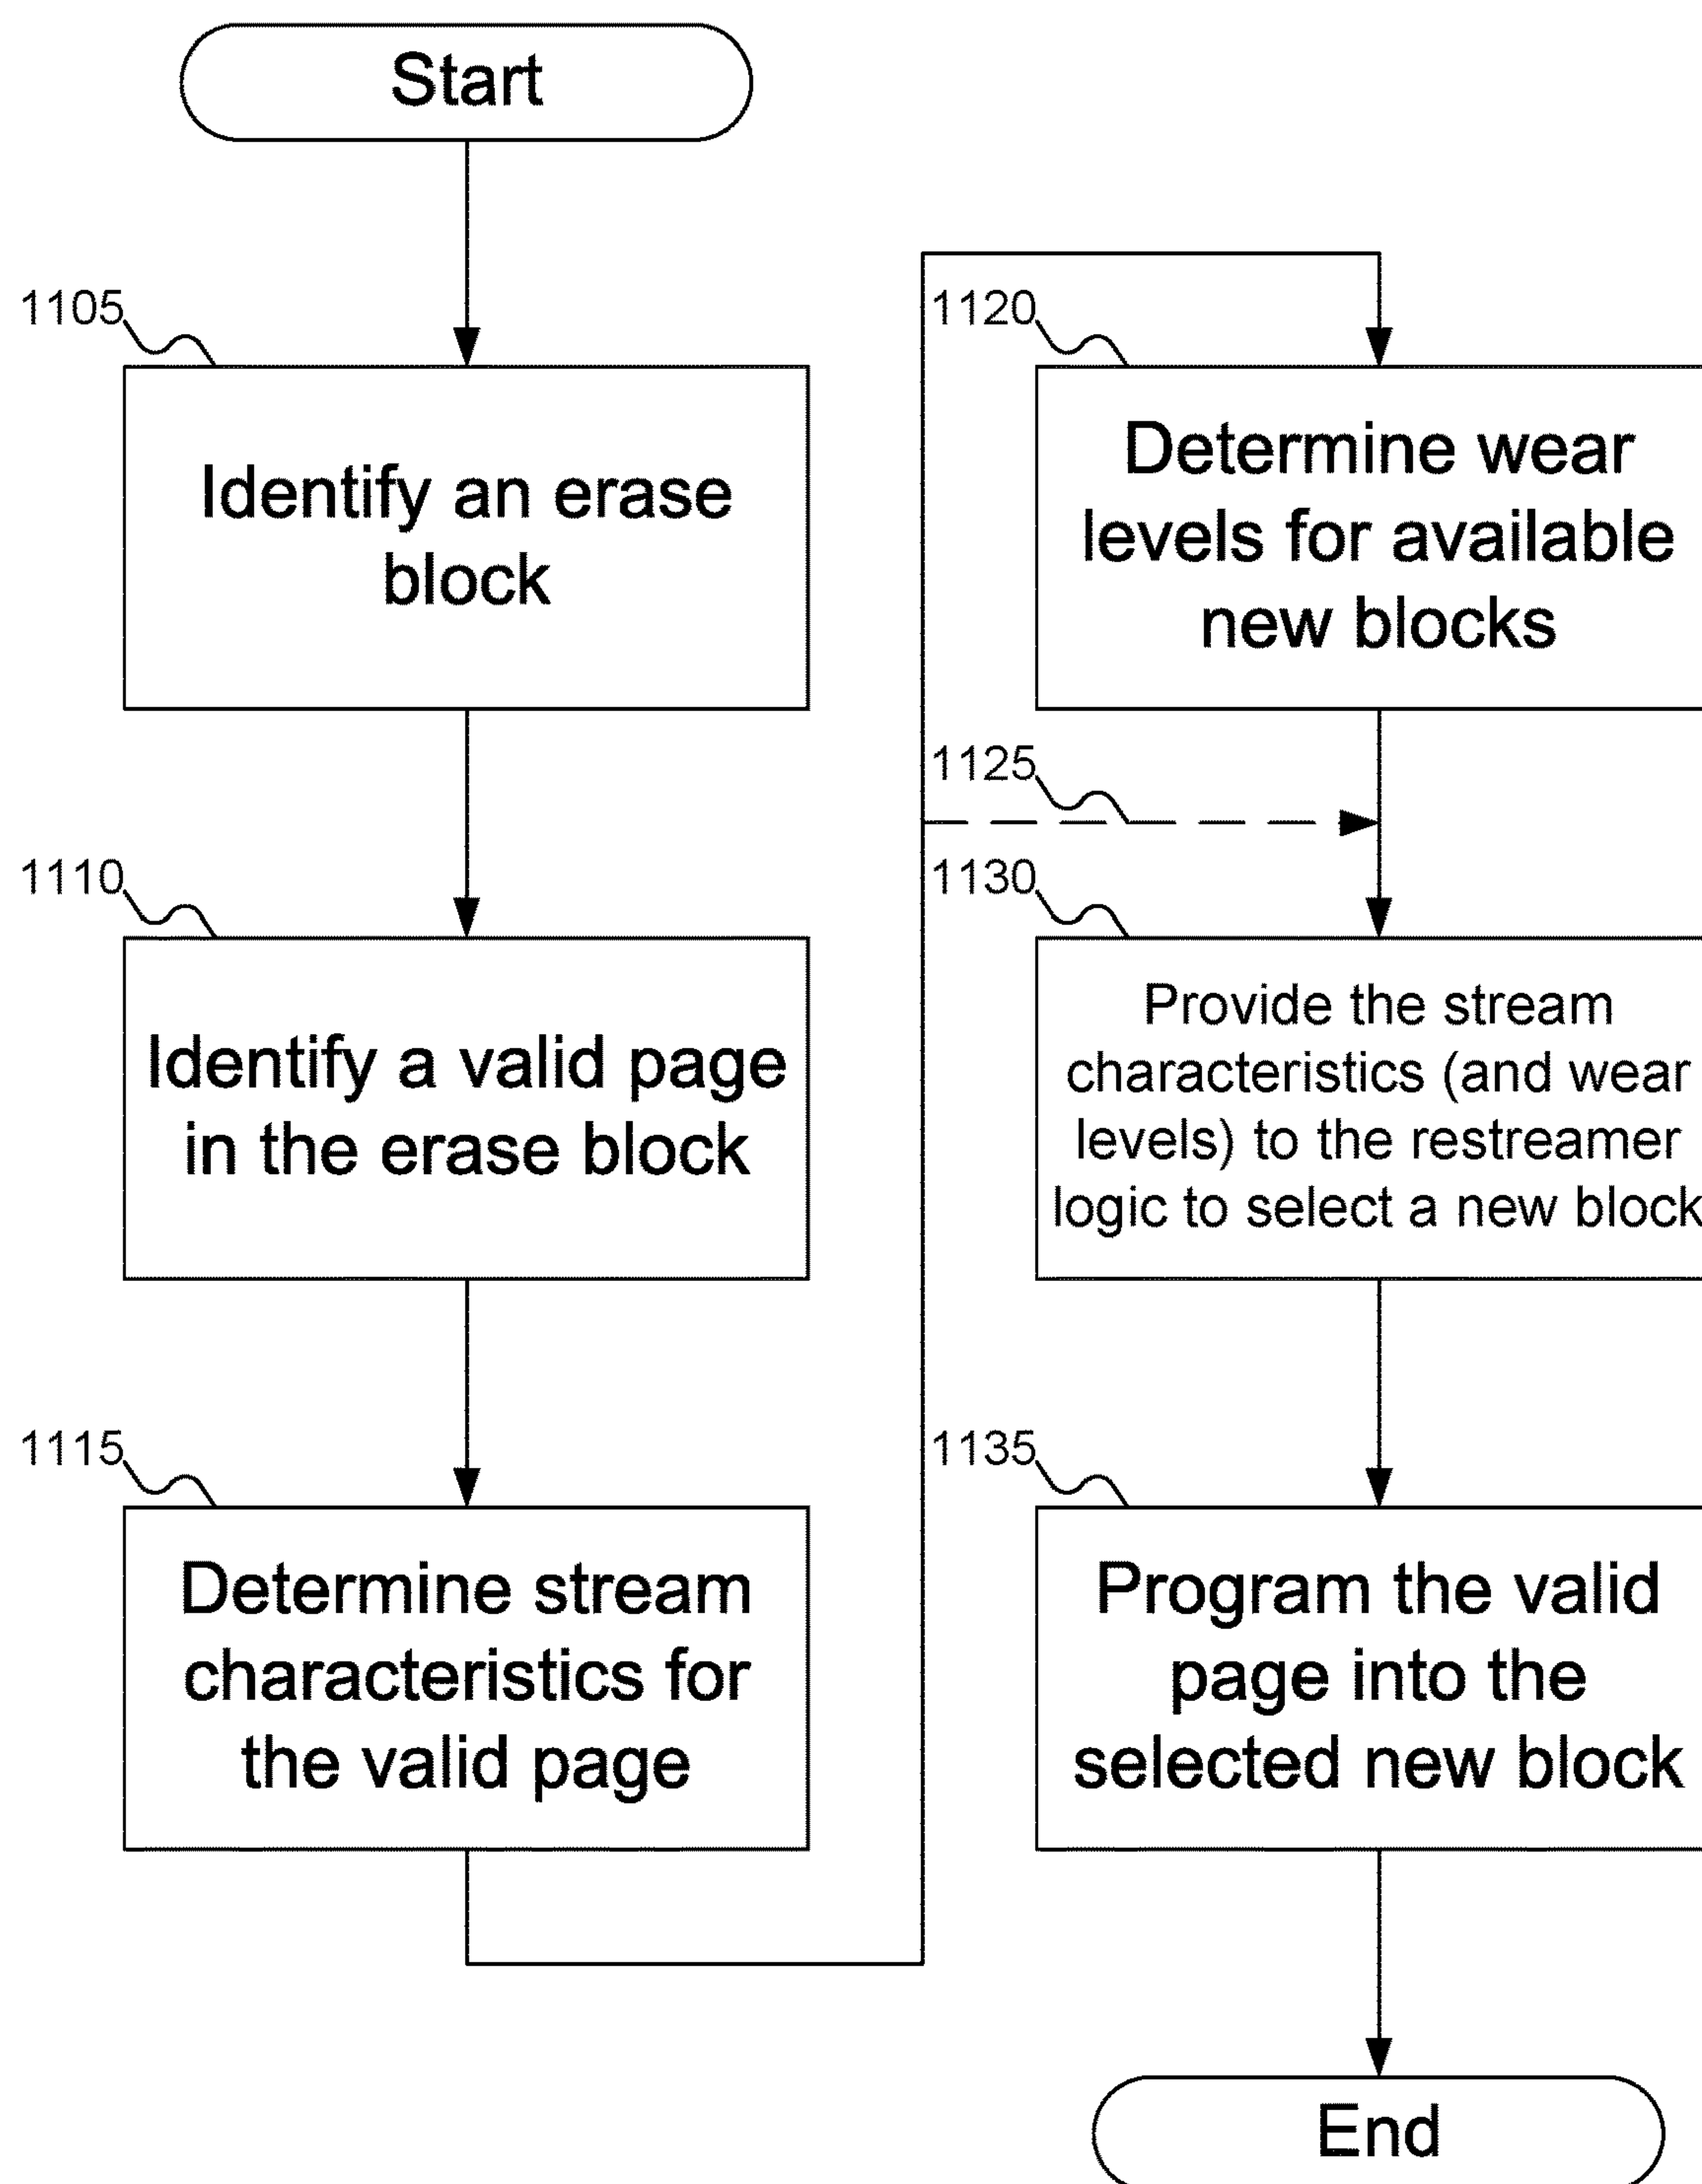 Start
1105
Identify an erase
block
1110
Identify a valid page
in the erase block
1115
Determine stream
characteristics for
the valid page
1120
Determine wear
levels for available
new blocks
1125
1130
Provide the stream
characteristics (and wear
levels) to the restreamer
logic to select a new block
1135
Program the valid
page into the
selected new block
End